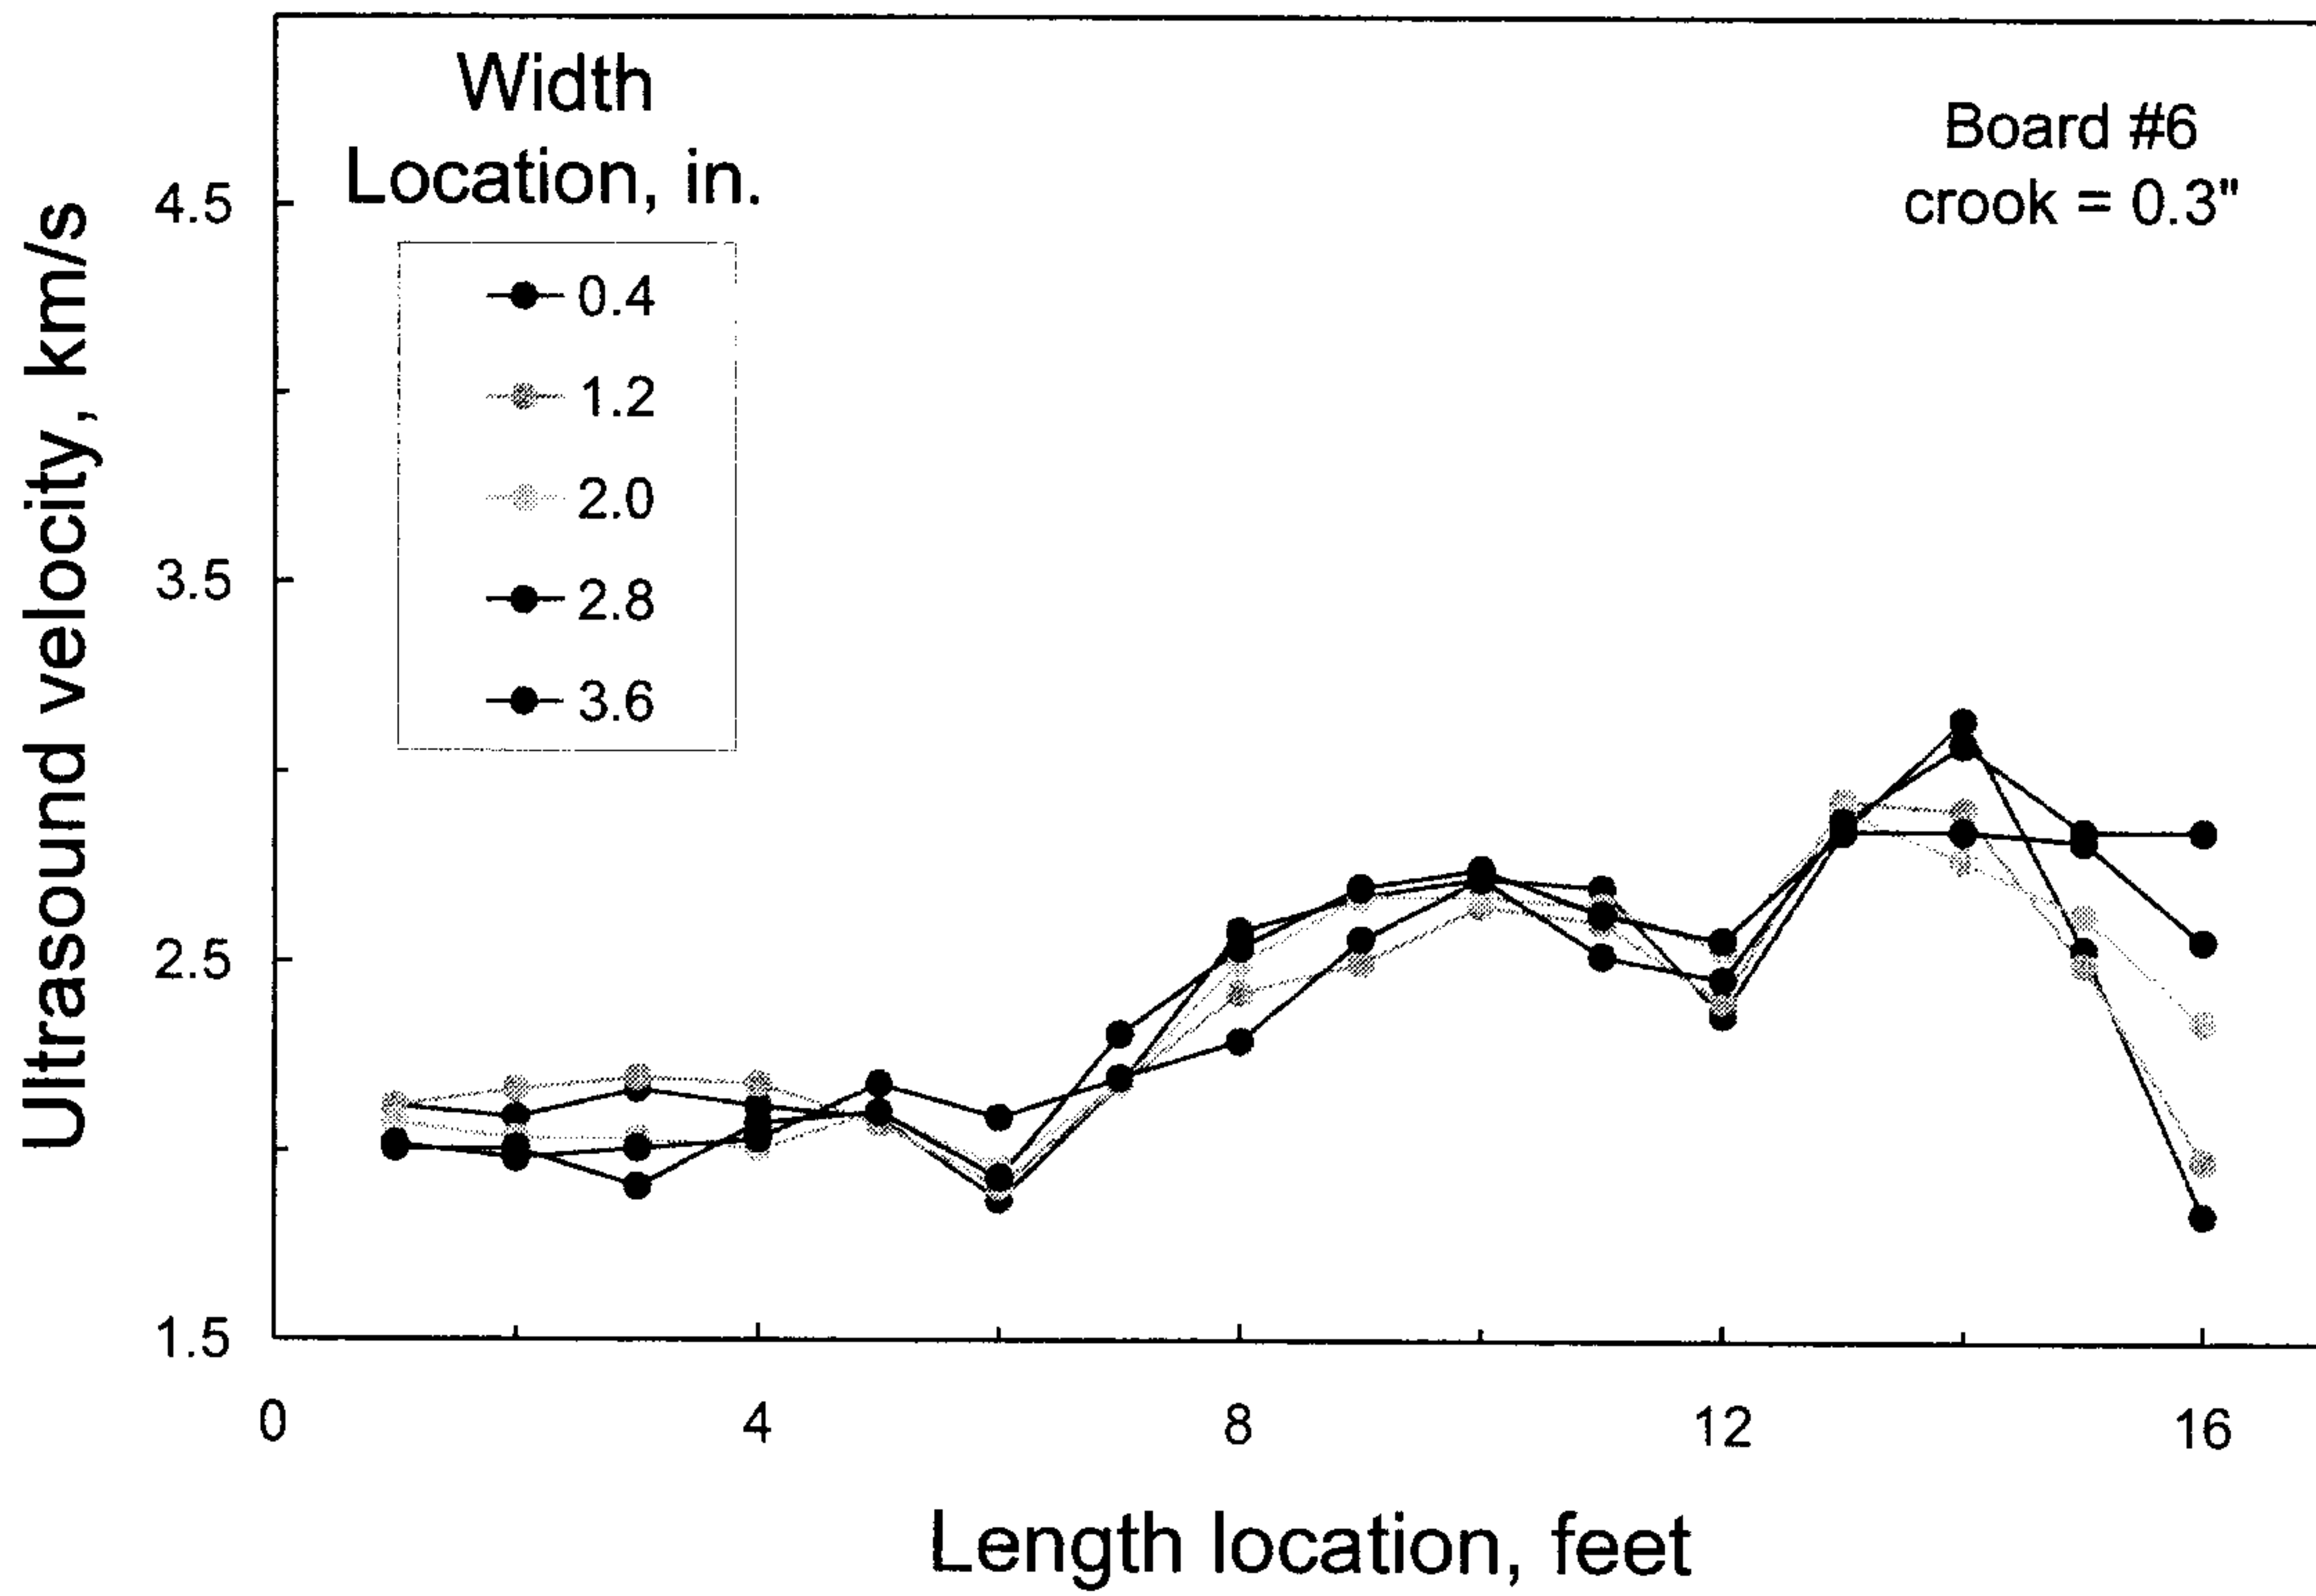 Width
Location, in.
0.4
1.2
2.0
2.8
3.6
Board #6
crook = 0.3"
Ultrasound velocity, km/s
4.5
3.5
2.5
1.5
0
4
8
12
16
Length location, feet